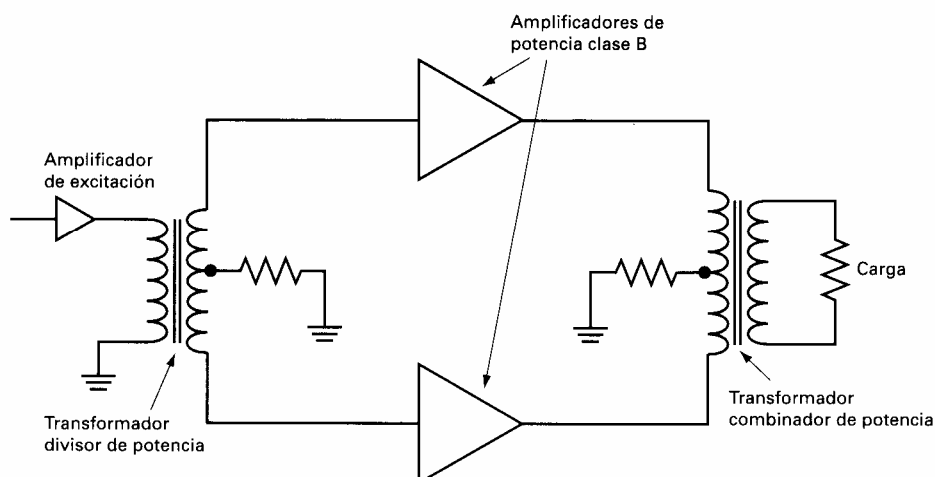 Amplificadores de
potencia clase B
Amplificador
de excitación
Carga
Transformador
divisor de potencia
Transformador
combinador de potencia